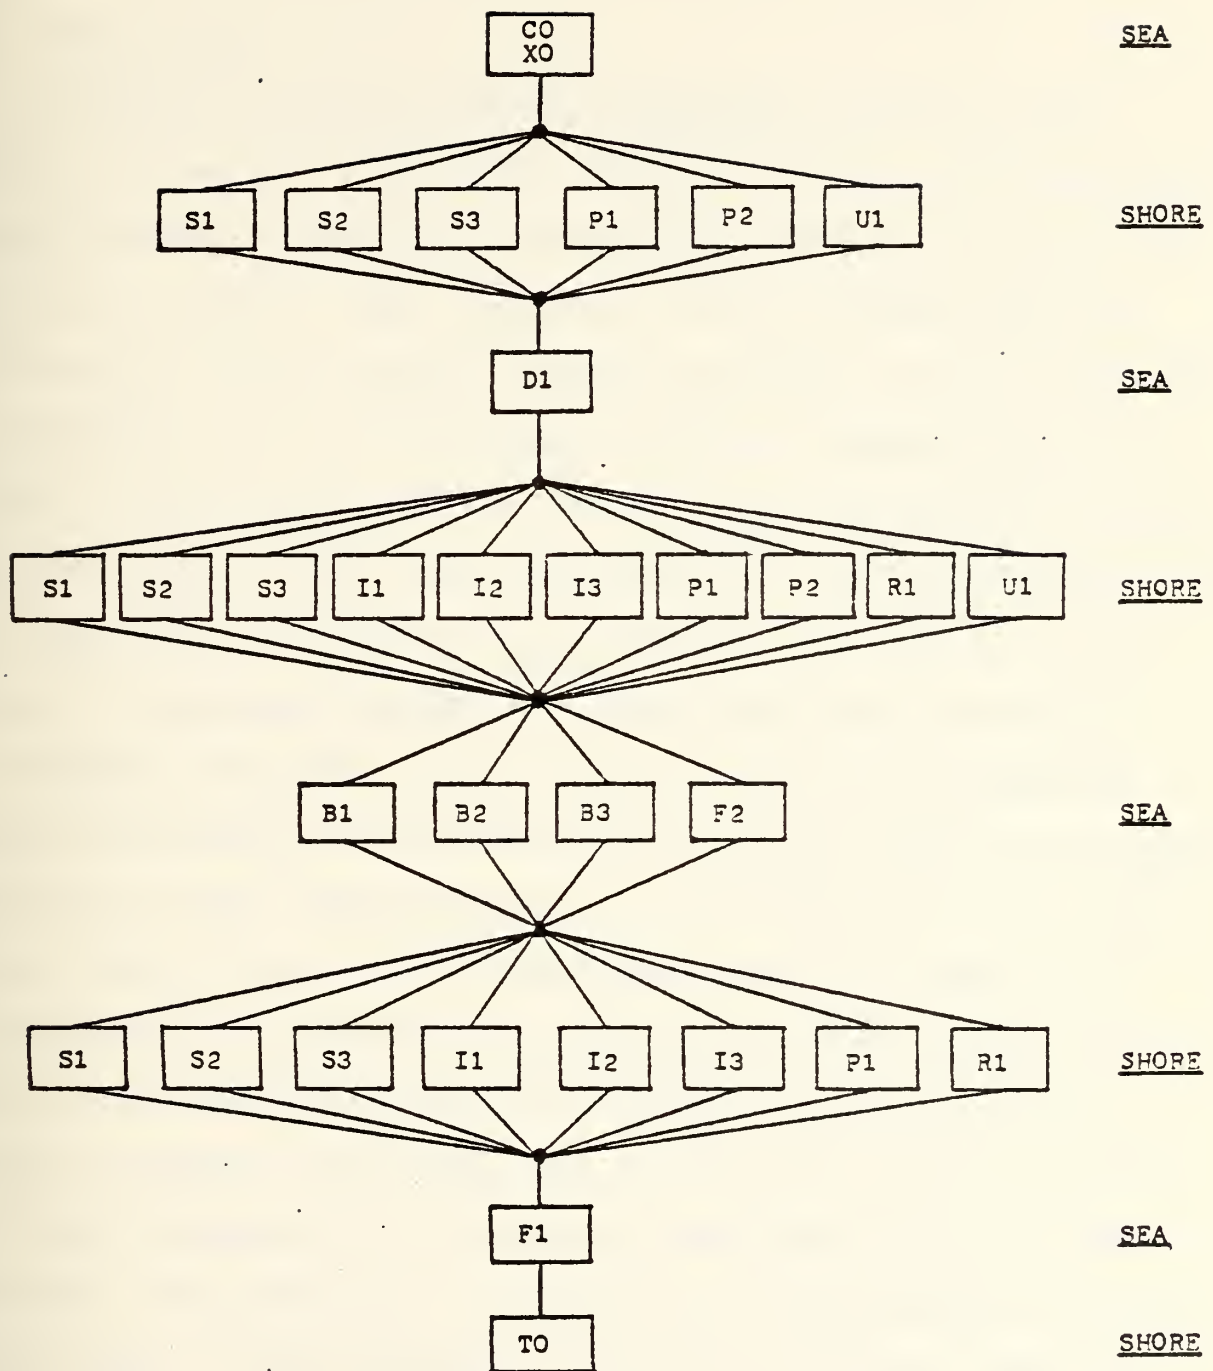 CO
XO
SEA
S1 S2 S3 P1 P2 U1 SHORE
D1 SEA
S1 S2 S3 I1 I2 I3 P1 P2 R1 U1 SHORE
B1 B2 B3 F2 SEA
S1 S2 S3 I1 I2 I3 P1 R1 SHORE
F1 SEA
TO SHORE